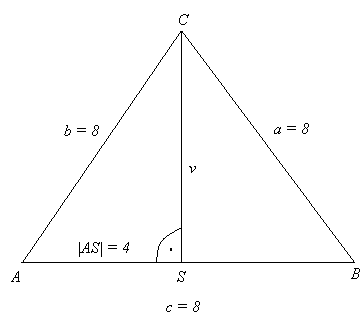 C
b = 8
a = 8
v
|AS| = 4
A
S
B
c = 8